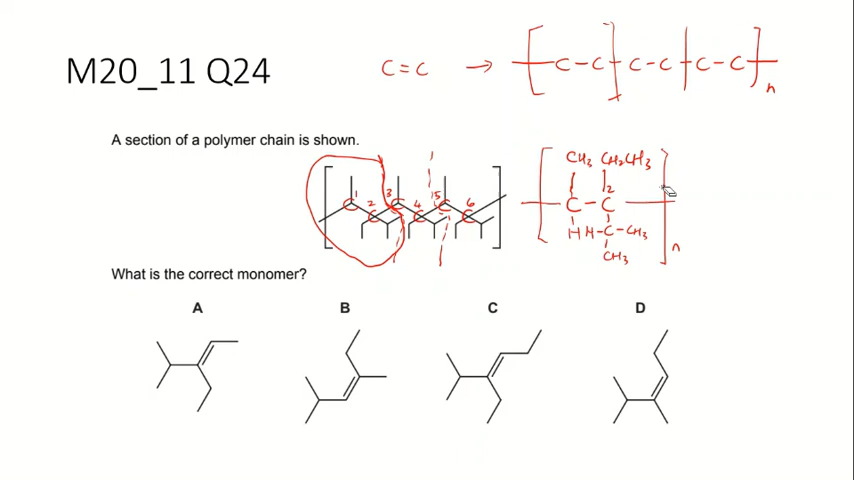 M20_11 Q24
C=C → [C-C] C-C | C-C]n
A section of a polymer chain is shown.
1 2 3 4 5 6
CH₃ CH₂CH₃
2
C-C
H H-C-CH₃
CH₃
n
What is the correct monomer?
A B C D